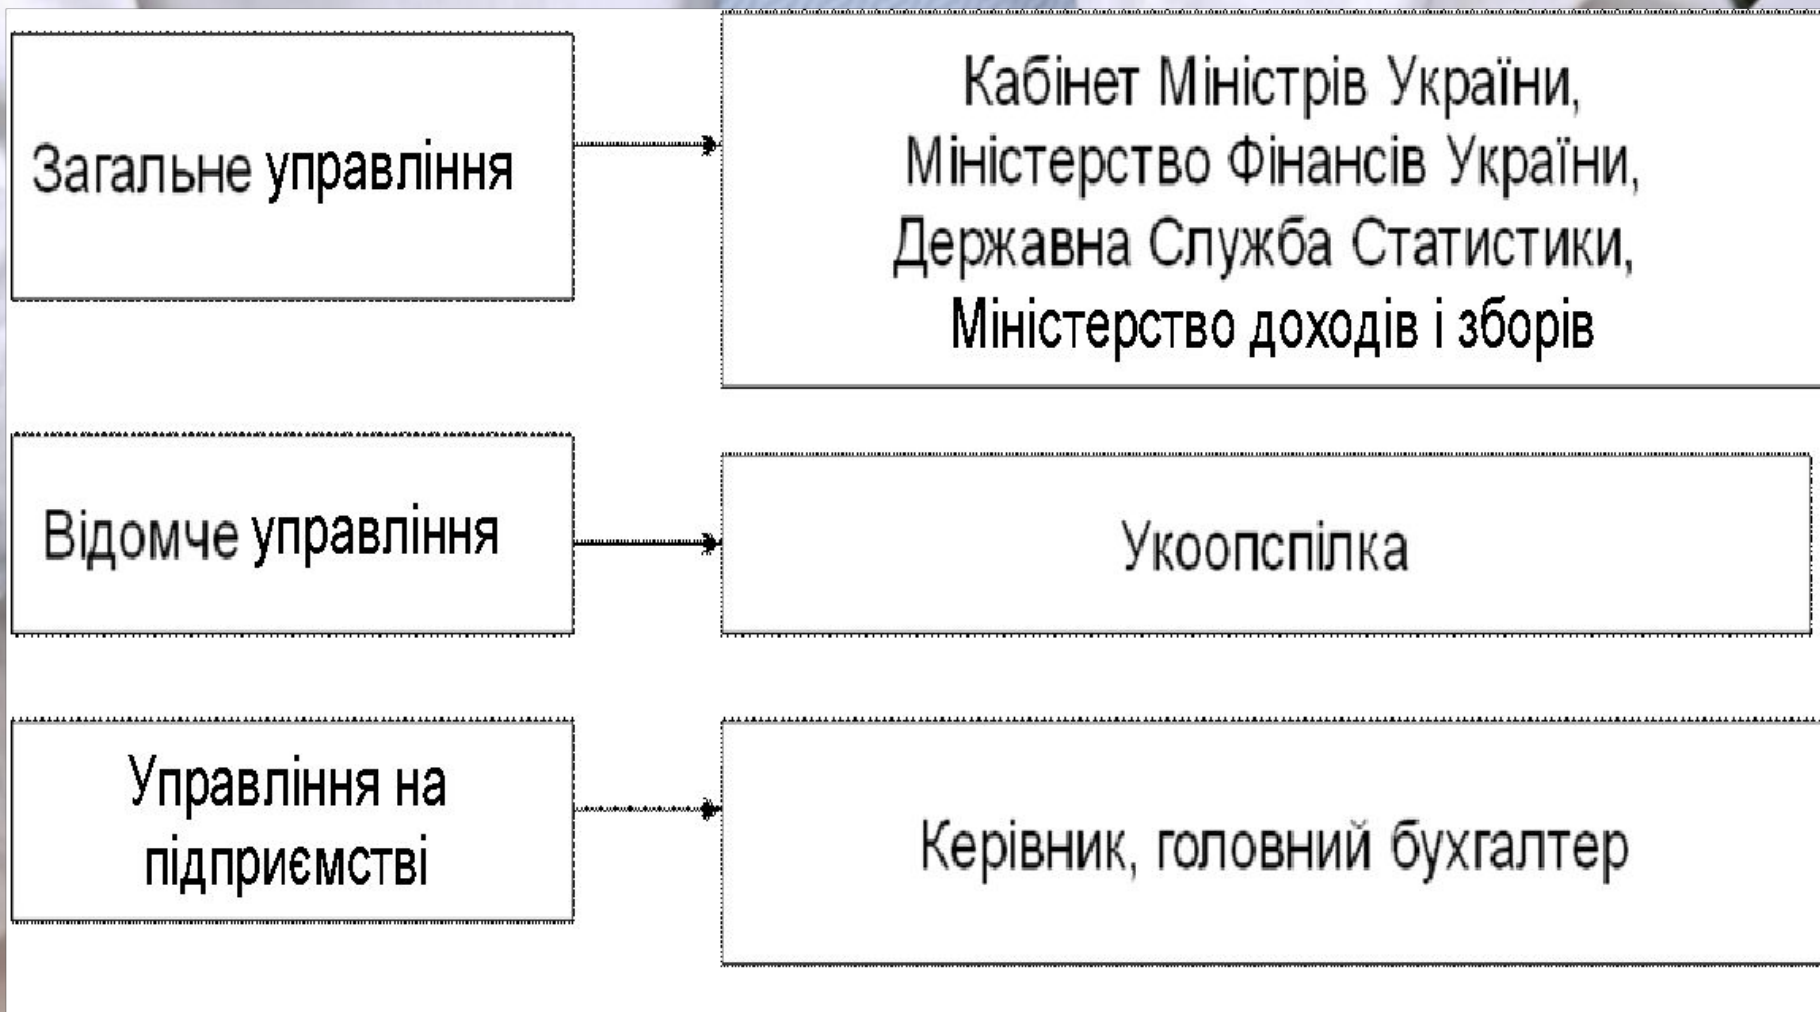 Загальне управління
Кабінет Міністрів України,
Міністерство Фінансів України,
Державна Служба Статистики,
Міністерство доходів і зборів
Відомче управління
Укоопспілка
Управління на
підприємстві
Керівник, головний бухгалтер